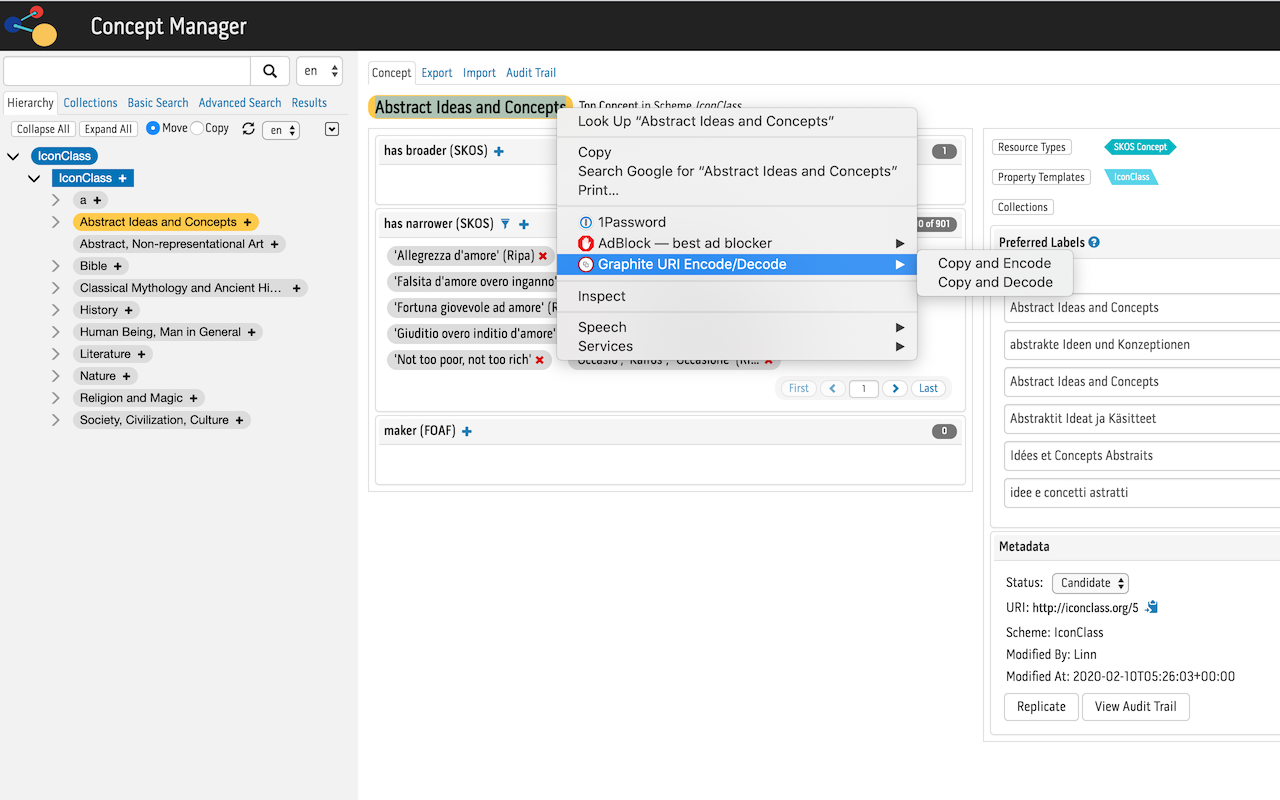 Concept Manager
en
Hierarchy Collections Basic Search Advanced Search Results
Collapse All Expand All Move Copy en
IconClass
IconClass +
a +
Abstract Ideas and Concepts +
Abstract, Non-representational Art +
Bible +
Classical Mythology and Ancient Hi... +
History +
Human Being, Man in General +
Literature +
Nature +
Religion and Magic +
Society, Civilization, Culture +
Concept Export Import Audit Trail
Abstract Ideas and Concepts Top Concept in Scheme IconClass
has broader (SKOS) + 1
has narrower (SKOS) + 0 of 901
'Allegrezza d'amore' (Ripa)
'Falsita d'amore overo inganno'
'Fortuna giovevole ad amore' (R
'Giuditio overo inditio d'amore'
'Not too poor, not too rich'
'Occasio', 'Kairos', 'Occasione' (Ri...
First 1 Last
maker (FOAF) + 0
Look Up “Abstract Ideas and Concepts”
Copy
Search Google for “Abstract Ideas and Concepts”
Print...
1Password
AdBlock — best ad blocker
Graphite URI Encode/Decode
Inspect
Speech
Services
Copy and Encode
Copy and Decode
Resource Types SKOS Concept
Property Templates IconClass
Collections
Preferred Labels ?
Abstract Ideas and Concepts
abstrakte Ideen und Konzeptionen
Abstract Ideas and Concepts
Abstraktit Ideat ja Käsitteet
Idées et Concepts Abstraits
idee e concetti astratti
Metadata
Status: Candidate
URI: http://iconclass.org/5
Scheme: IconClass
Modified By: Linn
Modified At: 2020-02-10T05:26:03+00:00
Replicate View Audit Trail